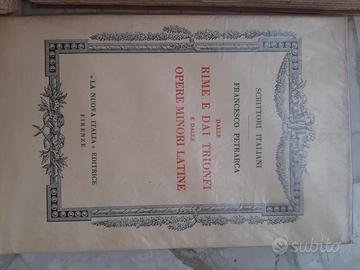 SCRITTORI ITALIANI
FRANCESCO PETRARCA
DALLE
RIME E DAI TRIONFI
E DALLE
OPERE MINORI LATINE
« LA NUOVA ITALIA » EDITRICE
FIRENZE
subito